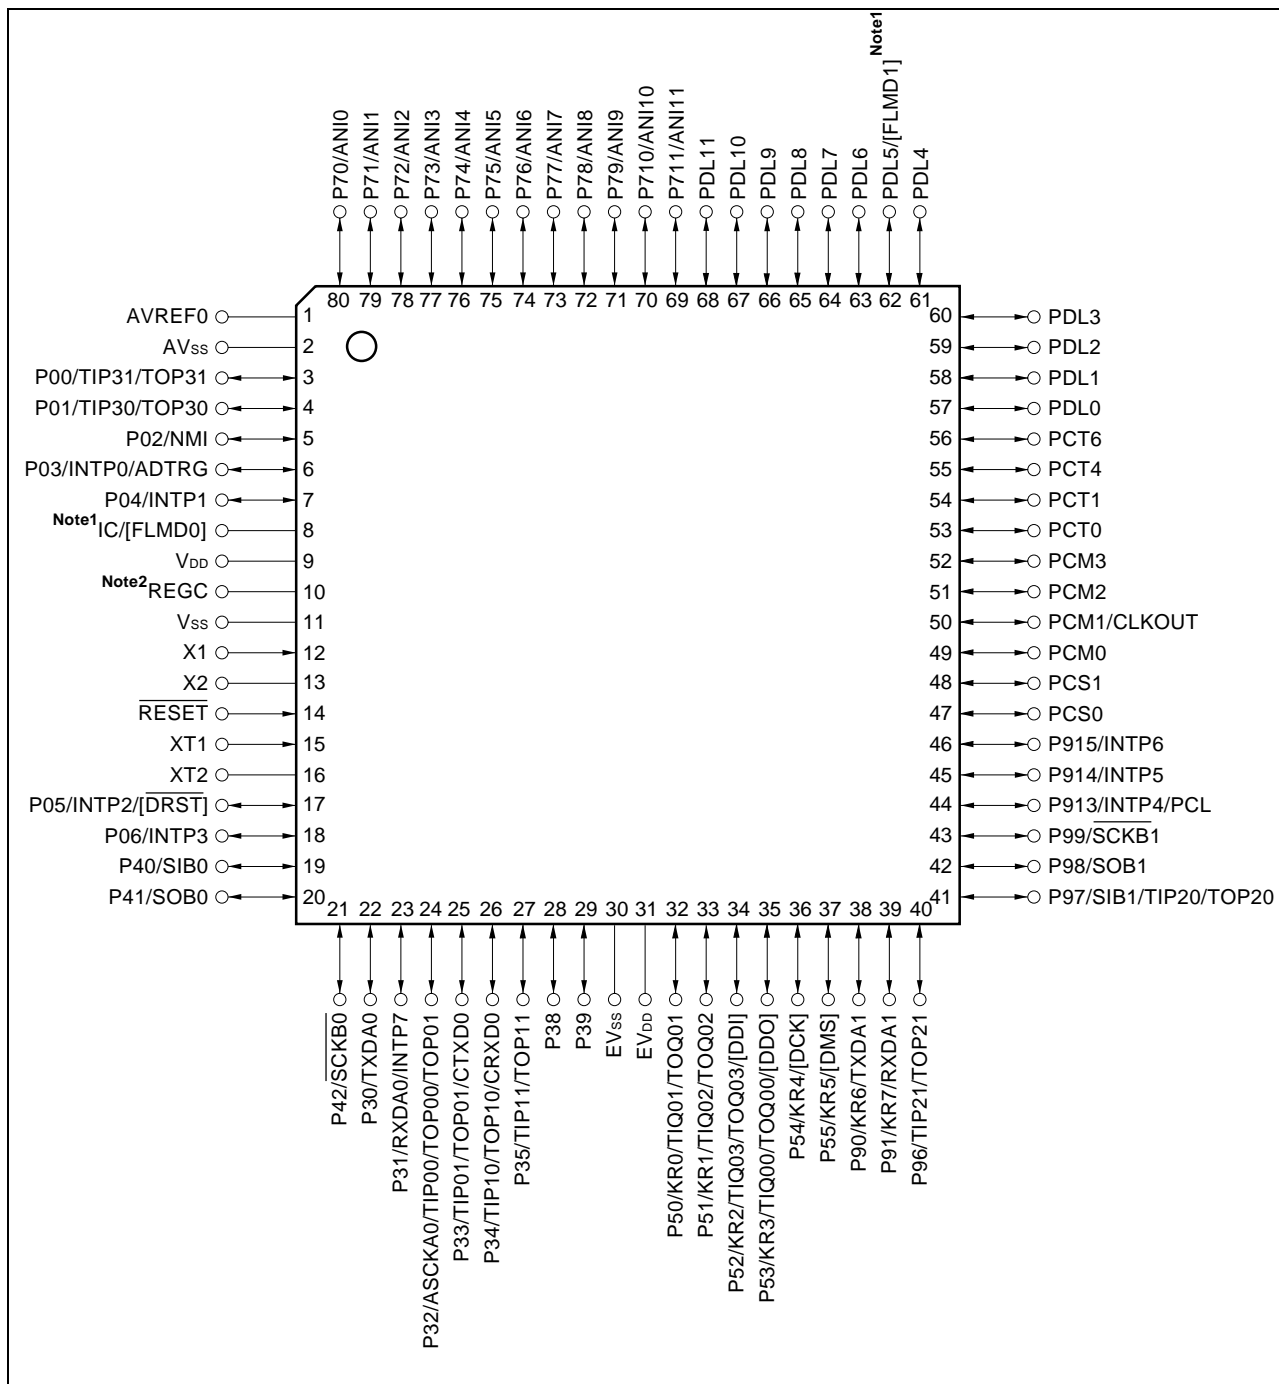 Note1
P70/ANI0
P71/ANI1
P72/ANI2
P73/ANI3
P74/ANI4
P75/ANI5
P76/ANI6
P77/ANI7
P78/ANI8
P79/ANI9
P710/ANI10
P711/ANI11
PDL11
PDL10
PDL9
PDL8
PDL7
PDL6
PDL5/[FLMD1]
PDL4
80 79 78 77 76 75 74 73 72 71 70 69 68 67 66 65 64 63 62 61
AVREF0 1
AVSS 2
P00/TIP31/TOP31 3
P01/TIP30/TOP30 4
P02/NMI 5
P03/INTP0/ADTRG 6
P04/INTP1 7
Note1 IC/[FLMD0] 8
VDD 9
Note2 REGC 10
VSS 11
X1 12
X2 13
RESET 14
XT1 15
XT2 16
P05/INTP2/[DRST] 17
P06/INTP3 18
P40/SIB0 19
P41/SOB0 20
60 PDL3
59 PDL2
58 PDL1
57 PDL0
56 PCT6
55 PCT4
54 PCT1
53 PCT0
52 PCM3
51 PCM2
50 PCM1/CLKOUT
49 PCM0
48 PCS1
47 PCS0
46 P915/INTP6
45 P914/INTP5
44 P913/INTP4/PCL
43 P99/SCKB1
42 P98/SOB1
41 P97/SIB1/TIP20/TOP20
21 22 23 24 25 26 27 28 29 30 31 32 33 34 35 36 37 38 39 40
P42/SCKB0
P30/TXDA0
P31/RXDA0/INTP7
P32/ASCKA0/TIP00/TOP00/TOP01
P33/TIP01/TOP01/CTXD0
P34/TIP10/TOP10/CRXD0
P35/TIP11/TOP11
P38
P39
EVSS
EVDD
P50/KR0/TIQ01/TOQ01
P51/KR1/TIQ02/TOQ02
P52/KR2/TIQ03/TOQ03/[DDI]
P53/KR3/TIQ00/TOQ00/[DDO]
P54/KR4/[DCK]
P55/KR5/[DMS]
P90/KR6/TXDA1
P91/KR7/RXDA1
P96/TIP21/TOP21